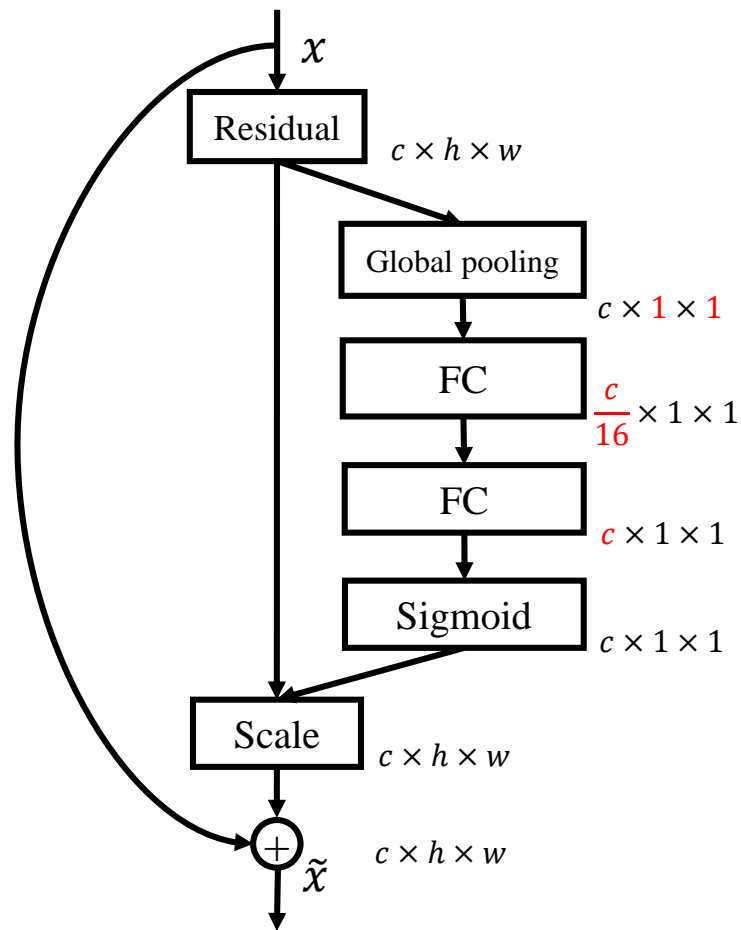 x
Residual
c × h × w
Global pooling
c × 1 × 1
FC
c/16 × 1 × 1
FC
c × 1 × 1
Sigmoid
c × 1 × 1
Scale
c × h × w
+
x̃
c × h × w